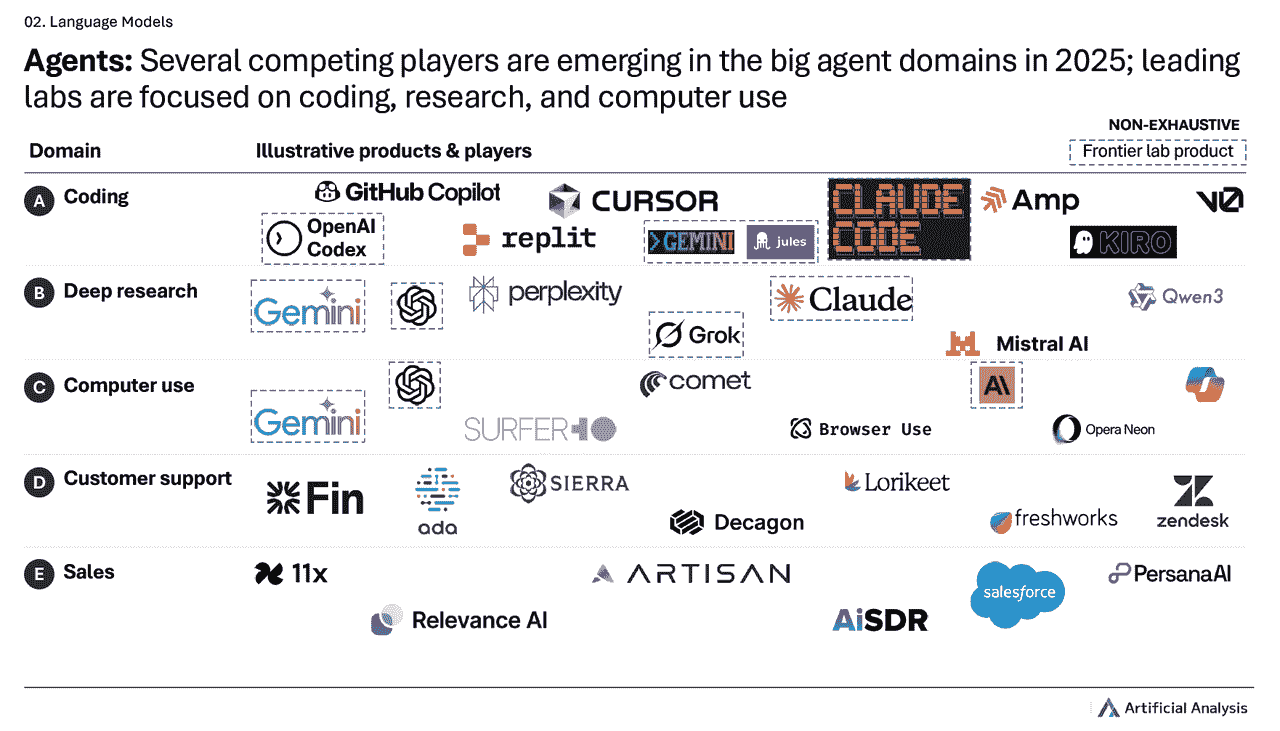 02. Language Models
Agents: Several competing players are emerging in the big agent domains in 2025; leading
labs are focused on coding, research, and computer use
NON-EXHAUSTIVE
Domain
Illustrative products & players
Frontier lab product
A
Coding
GitHub Copilot
CURSOR
CLAUDE
CODE
Amp
v0
OpenAI
Codex
replit
>GEMINI
jules
KIRO
B
Deep research
Gemini
perplexity
Grok
Claude
Mistral AI
Qwen3
C
Computer use
Gemini
SURFER
comet
Browser Use
A\
Opera Neon
D
Customer support
Fin
ada
SIERRA
Decagon
Lorikeet
freshworks
zendesk
E
Sales
11x
Relevance AI
ARTISAN
AiSDR
salesforce
PersanaAI
Artificial Analysis